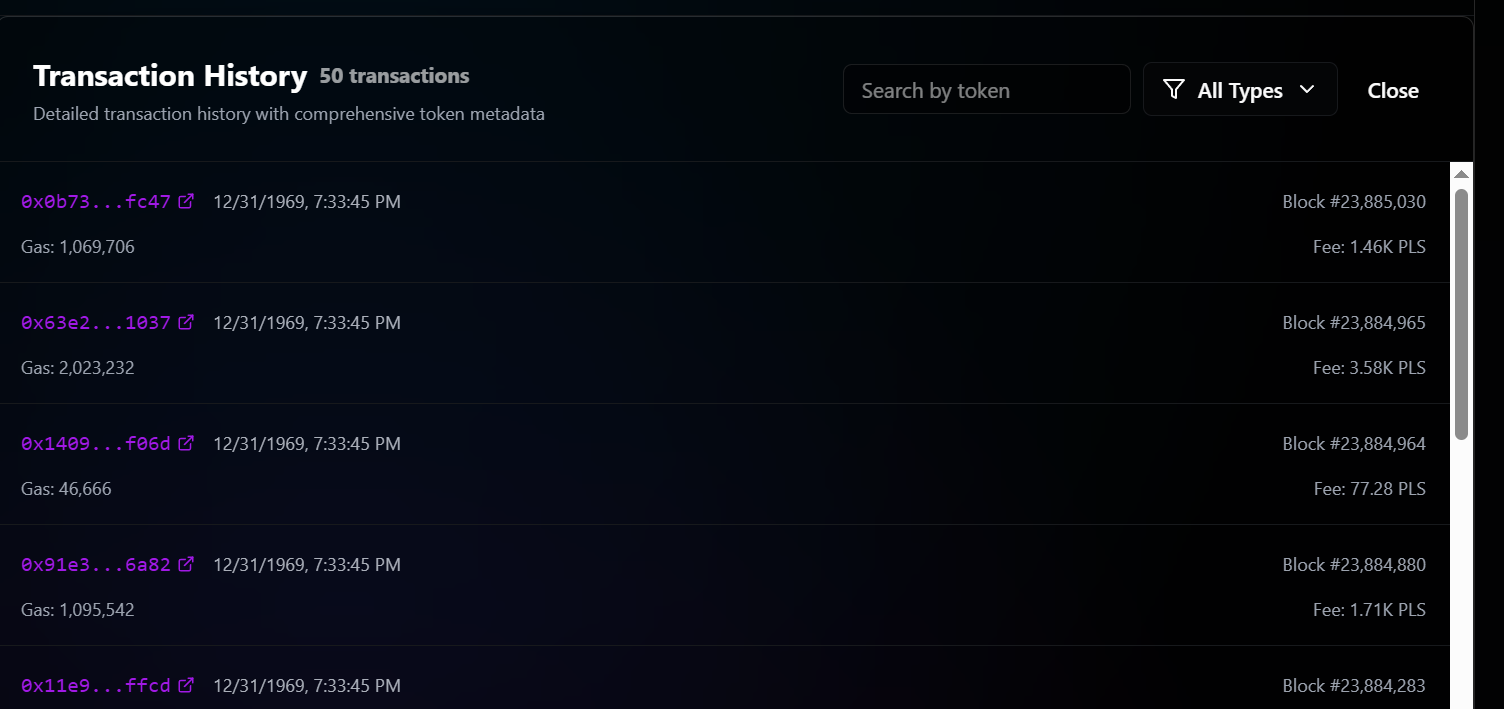 Transaction History 50 transactions
Detailed transaction history with comprehensive token metadata
Search by token
All Types
Close
0x0b73...fc47 12/31/1969, 7:33:45 PM Block #23,885,030
Gas: 1,069,706 Fee: 1.46K PLS
0x63e2...1037 12/31/1969, 7:33:45 PM Block #23,884,965
Gas: 2,023,232 Fee: 3.58K PLS
0x1409...f06d 12/31/1969, 7:33:45 PM Block #23,884,964
Gas: 46,666 Fee: 77.28 PLS
0x91e3...6a82 12/31/1969, 7:33:45 PM Block #23,884,880
Gas: 1,095,542 Fee: 1.71K PLS
0x11e9...ffcd 12/31/1969, 7:33:45 PM Block #23,884,283